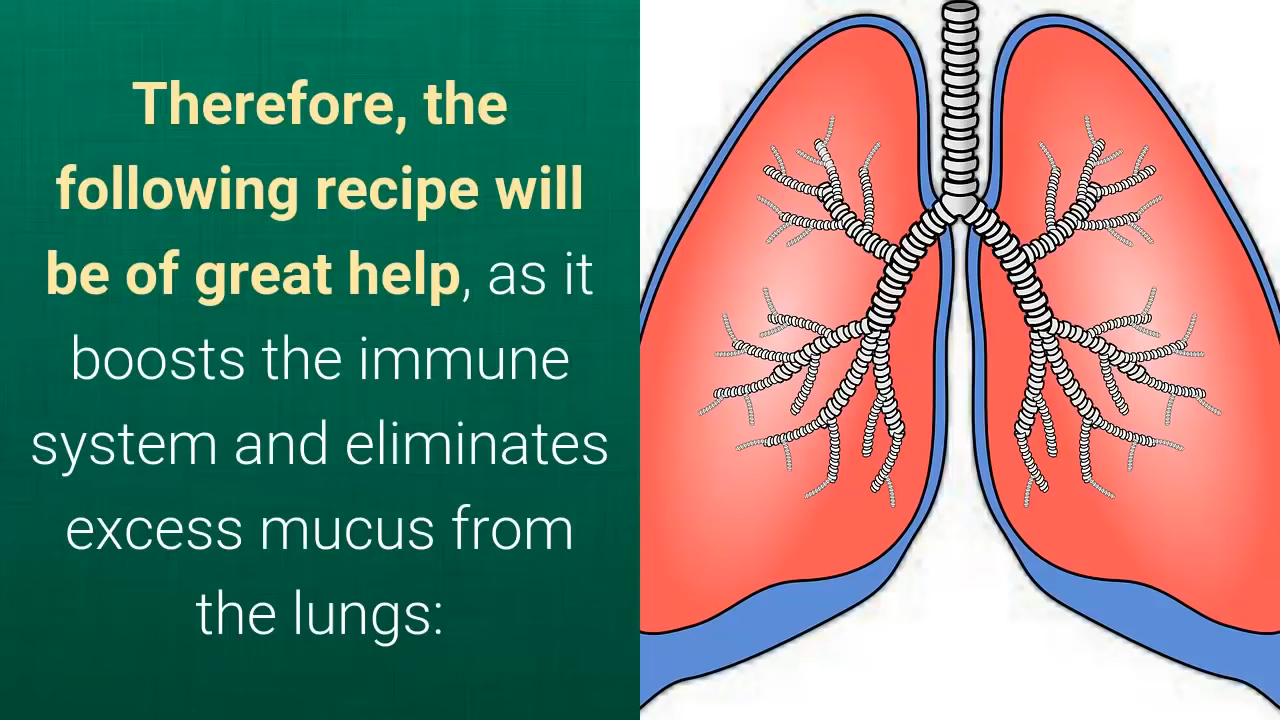 Therefore, the
following recipe will
be of great help, as it
boosts the immune
system and eliminates
excess mucus from
the lungs: